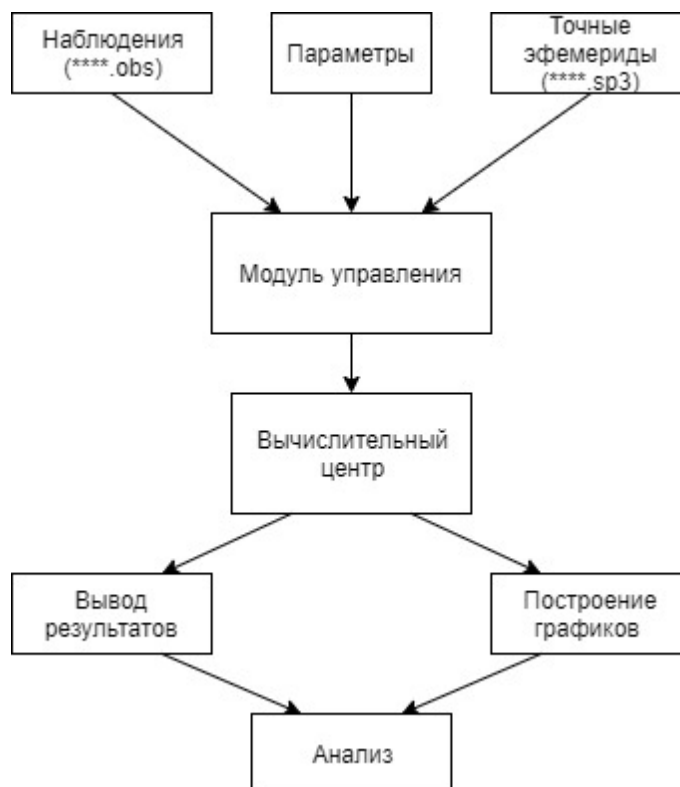 Наблюдения
(****.obs)
Параметры
Точные
эфемериды
(****.sp3)
Модуль управления
Вычислительный
центр
Вывод
результатов
Построение
графиков
Анализ